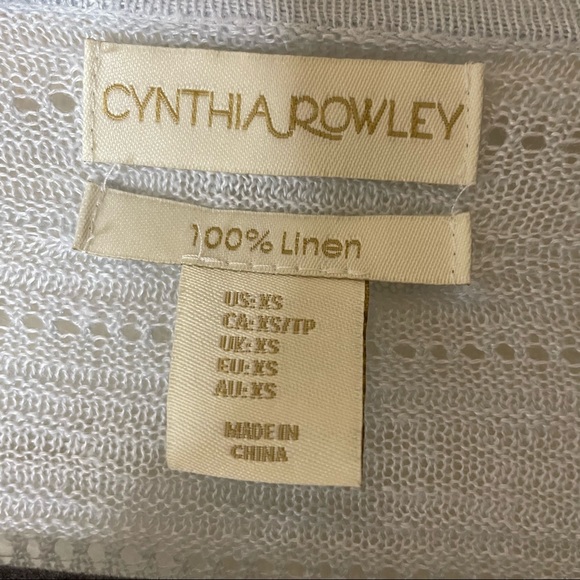 CYNTHIA ROWLEY
100% Linen
US: XS
CA: XS/TP
UK: XS
EU: XS
AU: XS
MADE IN
CHINA